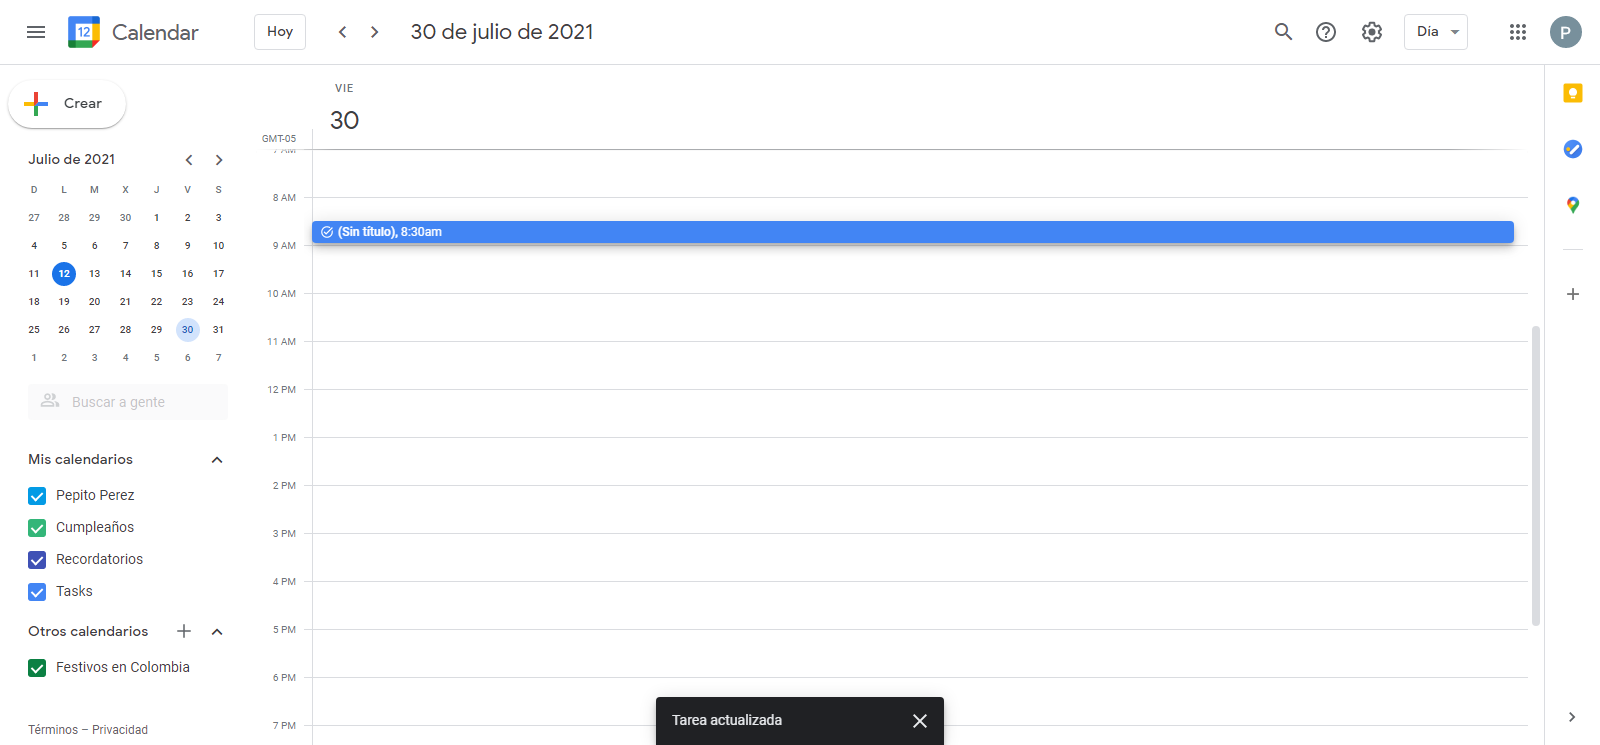 12 Calendar Hoy 30 de julio de 2021 Día P
Crear
VIE
30
GMT-05
Julio de 2021
D L M X J V S
27 28 29 30 1 2 3
4 5 6 7 8 9 10
11 12 13 14 15 16 17
18 19 20 21 22 23 24
25 26 27 28 29 30 31
1 2 3 4 5 6 7
Buscar a gente
Mis calendarios
Pepito Perez
Cumpleaños
Recordatorios
Tasks
Otros calendarios
Festivos en Colombia
Términos – Privacidad
7 AM
8 AM
(Sin título), 8:30am
9 AM
10 AM
11 AM
12 PM
1 PM
2 PM
3 PM
4 PM
5 PM
6 PM
7 PM
Tarea actualizada